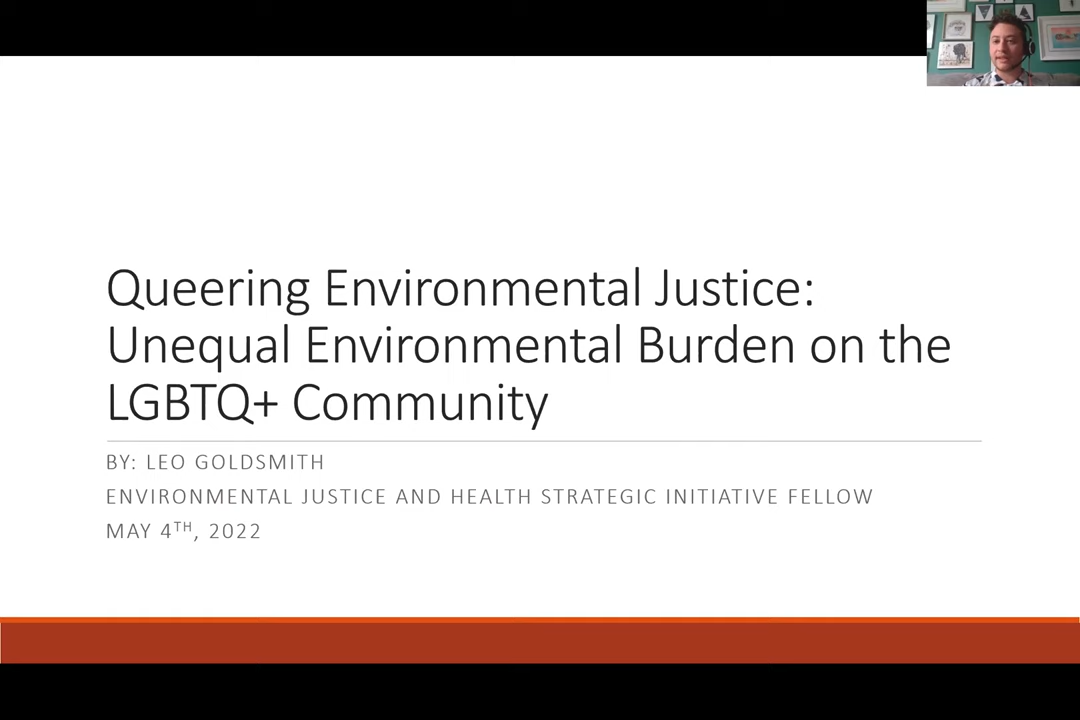 Queering Environmental Justice:
Unequal Environmental Burden on the
LGBTQ+ Community
BY: LEO GOLDSMITH
ENVIRONMENTAL JUSTICE AND HEALTH STRATEGIC INITIATIVE FELLOW
MAY 4TH, 2022